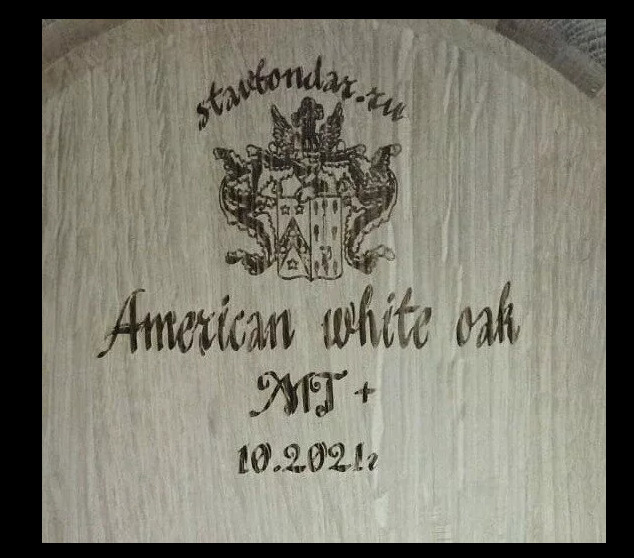 stavbondar.ru
American white oak
MT +
10.2021г